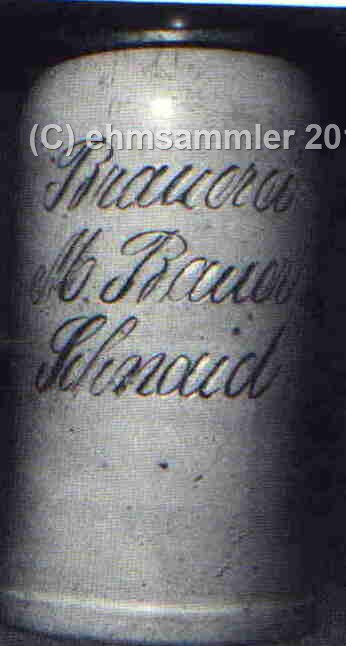 (C) ehmsammler 201
Brauerei
M. Bauer
Schnaid